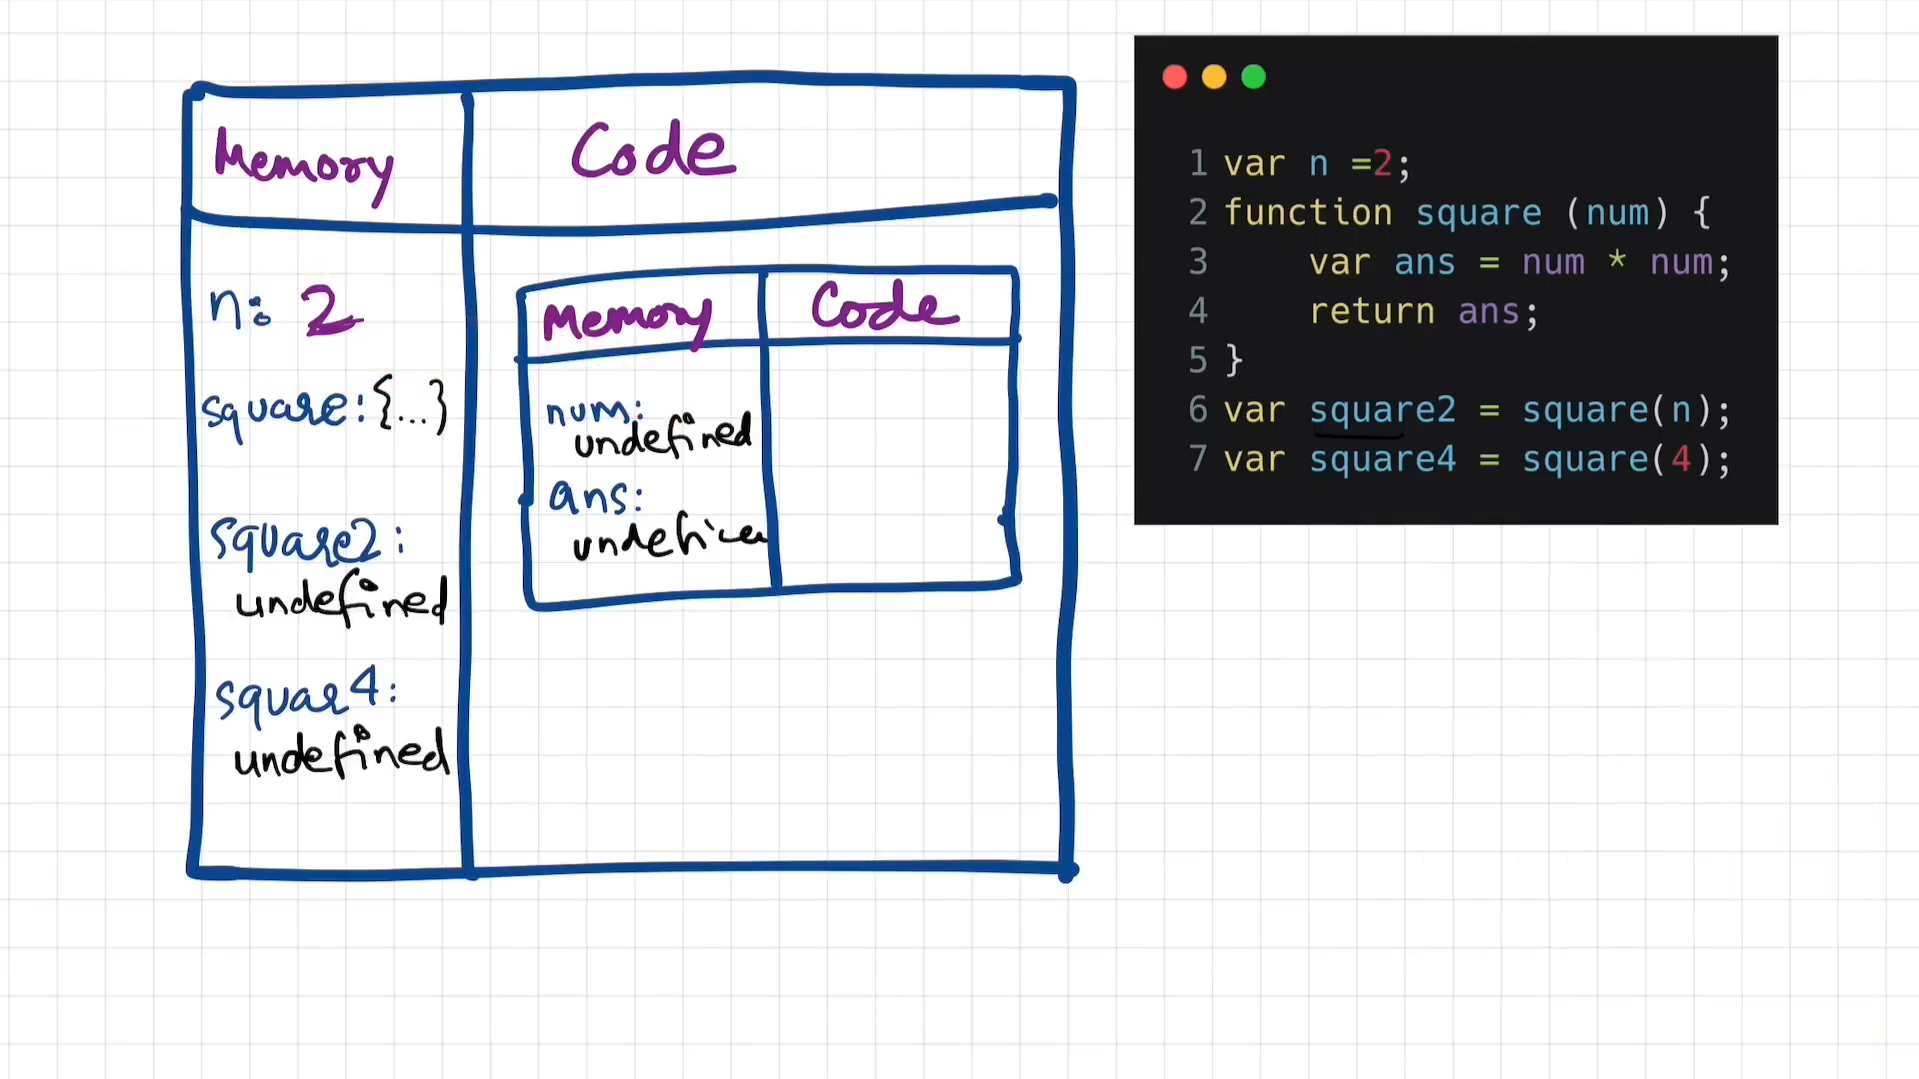 Memory
Code
n: 2
square:{...}
square2:
undefined
squar4:
undefined
Memory
Code
num:
undefined
ans:
1 var n =2;
2 function square (num) {
3 var ans = num * num;
4 return ans;
5 }
6 var square2 = square(n);
7 var square4 = square(4);